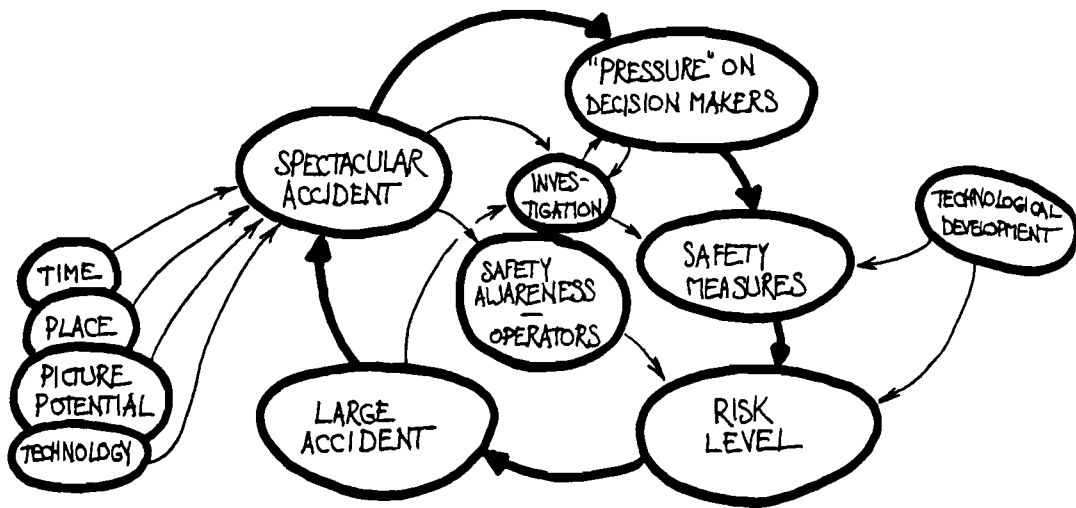 "PRESSURE" ON
DECISION MAKERS
SPECTACULAR
ACCIDENT
INVES-
TIGATION
TECHNOLOGICAL
DEVELOPMENT
SAFETY
MEASURES
SAFETY
AWARENESS
—
OPERATORS
TIME
PLACE
PICTURE
POTENTIAL
TECHNOLOGY
LARGE
ACCIDENT
RISK
LEVEL